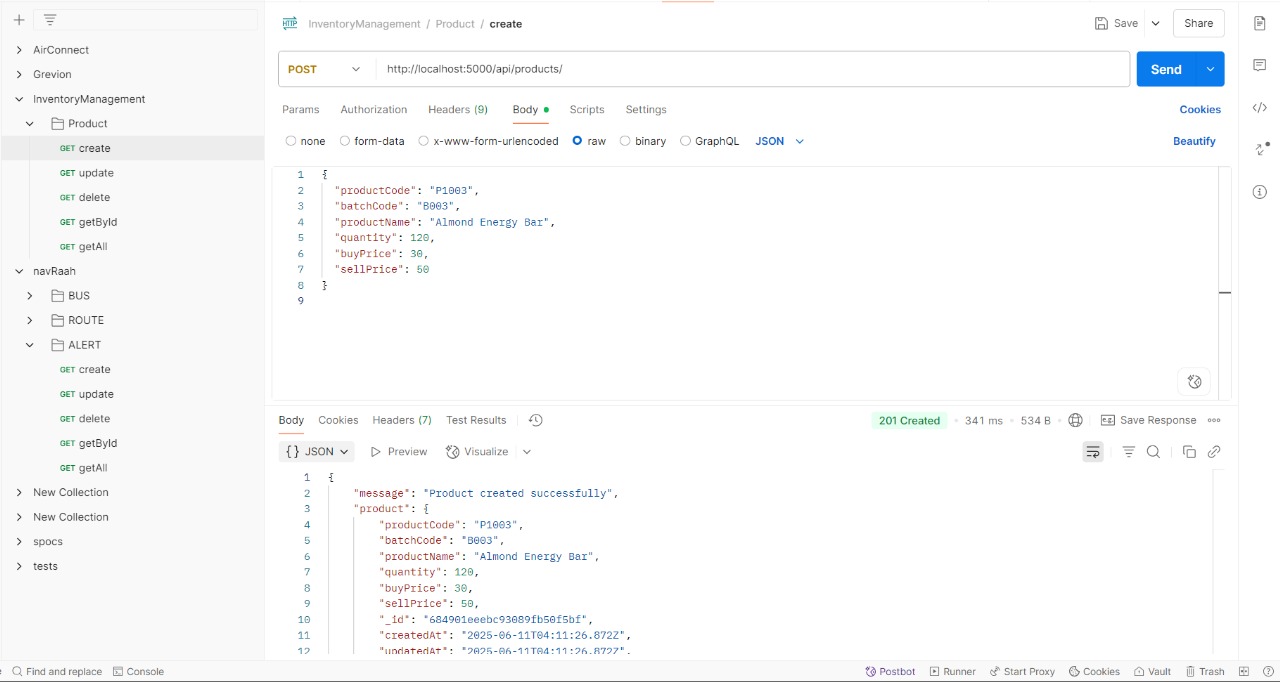 AirConnect
Grevion
InventoryManagement
Product
GET create
GET update
GET delete
GET getById
GET getAll
navRaah
BUS
ROUTE
ALERT
GET create
GET update
GET delete
GET getById
GET getAll
New Collection
New Collection
spocs
tests
HTTP InventoryManagement / Product / create
Save Share
POST http://localhost:5000/api/products/ Send
Params Authorization Headers (9) Body Scripts Settings Cookies
none form-data x-www-form-urlencoded raw binary GraphQL JSON Beautify
1 {
2 "productCode": "P1003",
3 "batchCode": "B003",
4 "productName": "Almond Energy Bar",
5 "quantity": 120,
6 "buyPrice": 30,
7 "sellPrice": 50
8 }
9
Body Cookies Headers (7) Test Results 201 Created 341 ms 534 B e.g. Save Response
{} JSON Preview Visualize
1 {
2 "message": "Product created successfully",
3 "product": {
4 "productCode": "P1003",
5 "batchCode": "B003",
6 "productName": "Almond Energy Bar",
7 "quantity": 120,
8 "buyPrice": 30,
9 "sellPrice": 50,
10 "_id": "684901eeebc93089fb50f5bf",
11 "createdAt": "2025-06-11T04:11:26.872Z",
12 "updatedAt": "2025-06-11T04:11:26.872Z",
Find and replace Console Postbot Runner Start Proxy Cookies Vault Trash